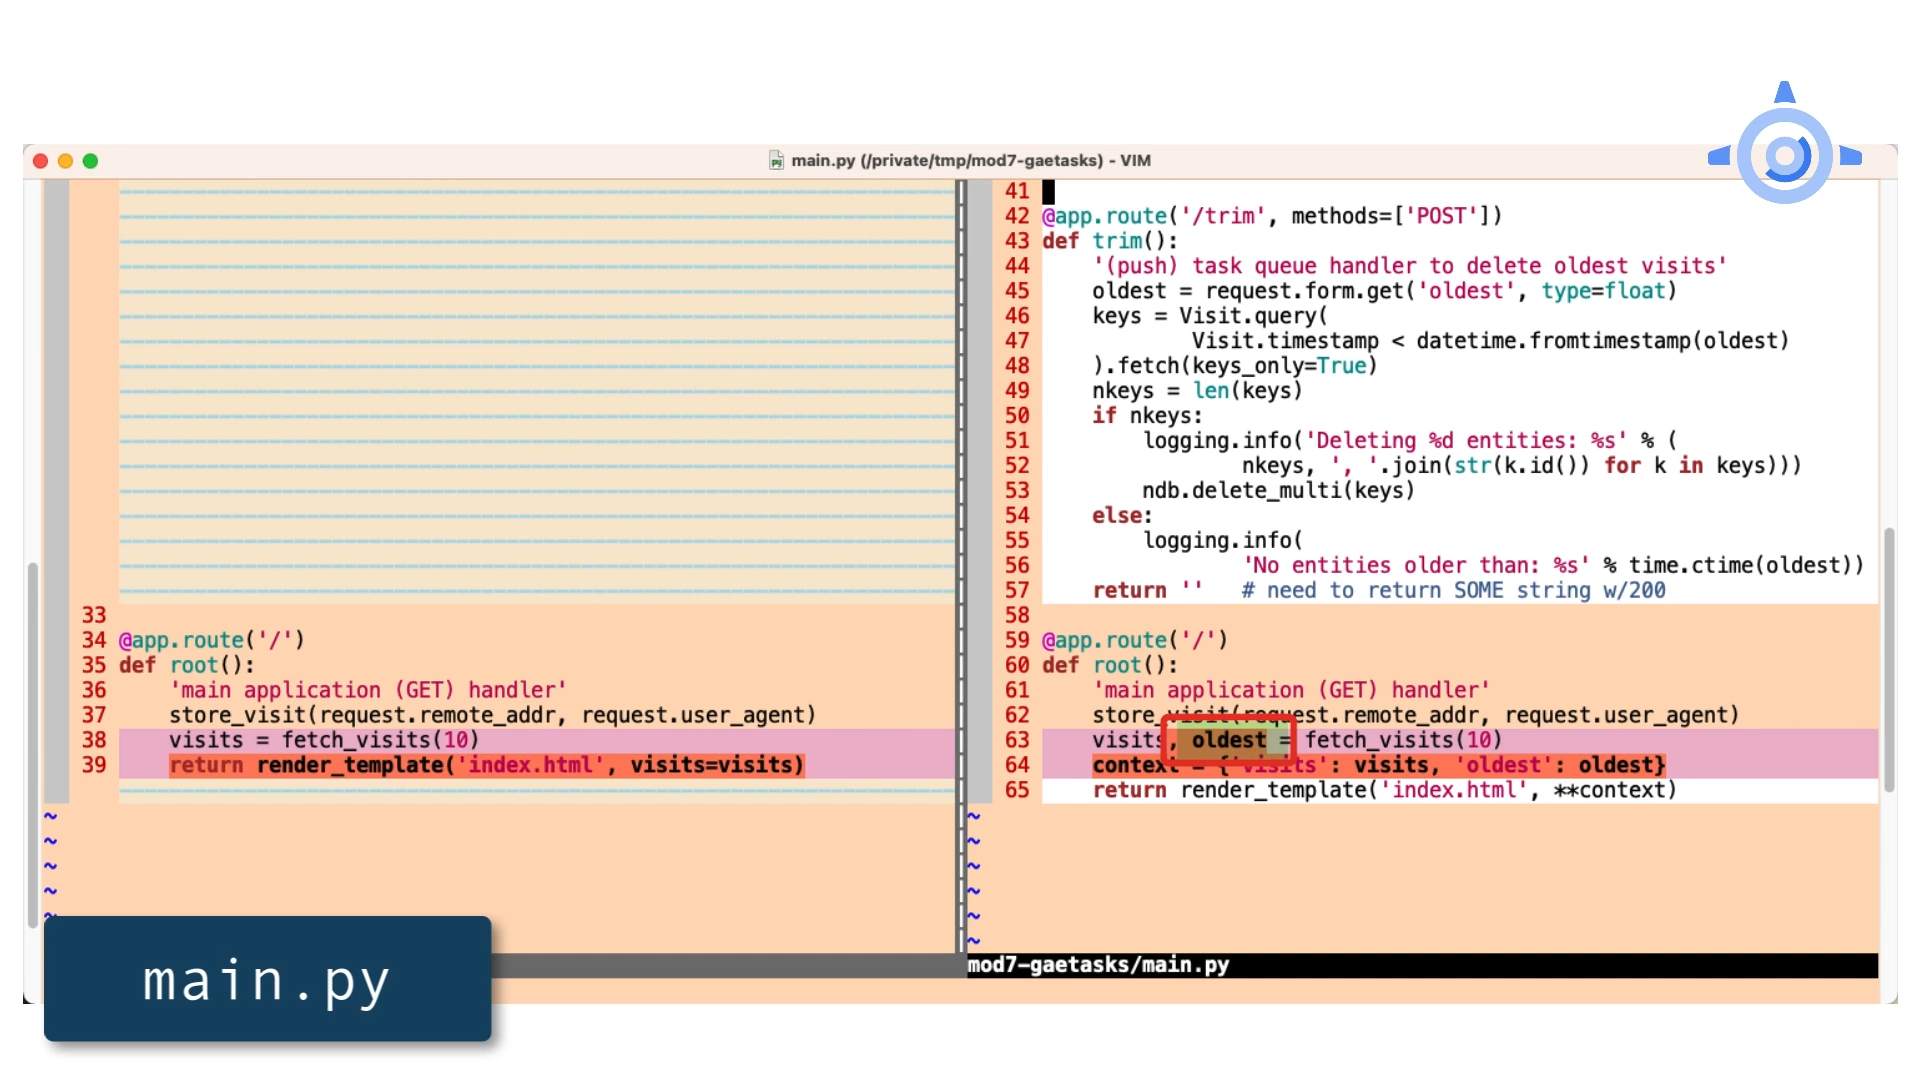 main.py (/private/tmp/mod7-gaetasks) - VIM
33
34 @app.route('/')
35 def root():
36     'main application (GET) handler'
37     store_visit(request.remote_addr, request.user_agent)
38     visits = fetch_visits(10)
39     return render_template('index.html', visits=visits)
~
~
~
~
~
41
42 @app.route('/trim', methods=['POST'])
43 def trim():
44     '(push) task queue handler to delete oldest visits'
45     oldest = request.form.get('oldest', type=float)
46     keys = Visit.query(
47             Visit.timestamp < datetime.fromtimestamp(oldest)
48     ).fetch(keys_only=True)
49     nkeys = len(keys)
50     if nkeys:
51         logging.info('Deleting %d entities: %s' % (
52                 nkeys, ', '.join(str(k.id()) for k in keys)))
53         ndb.delete_multi(keys)
54     else:
55         logging.info(
56                 'No entities older than: %s' % time.ctime(oldest))
57     return ''   # need to return SOME string w/200
58
59 @app.route('/')
60 def root():
61     'main application (GET) handler'
62     store_visit(request.remote_addr, request.user_agent)
63     visits, oldest = fetch_visits(10)
64     context = {'visits': visits, 'oldest': oldest}
65     return render_template('index.html', **context)
~
~
~
~
~
~
mod7-gaetasks/main.py
main.py